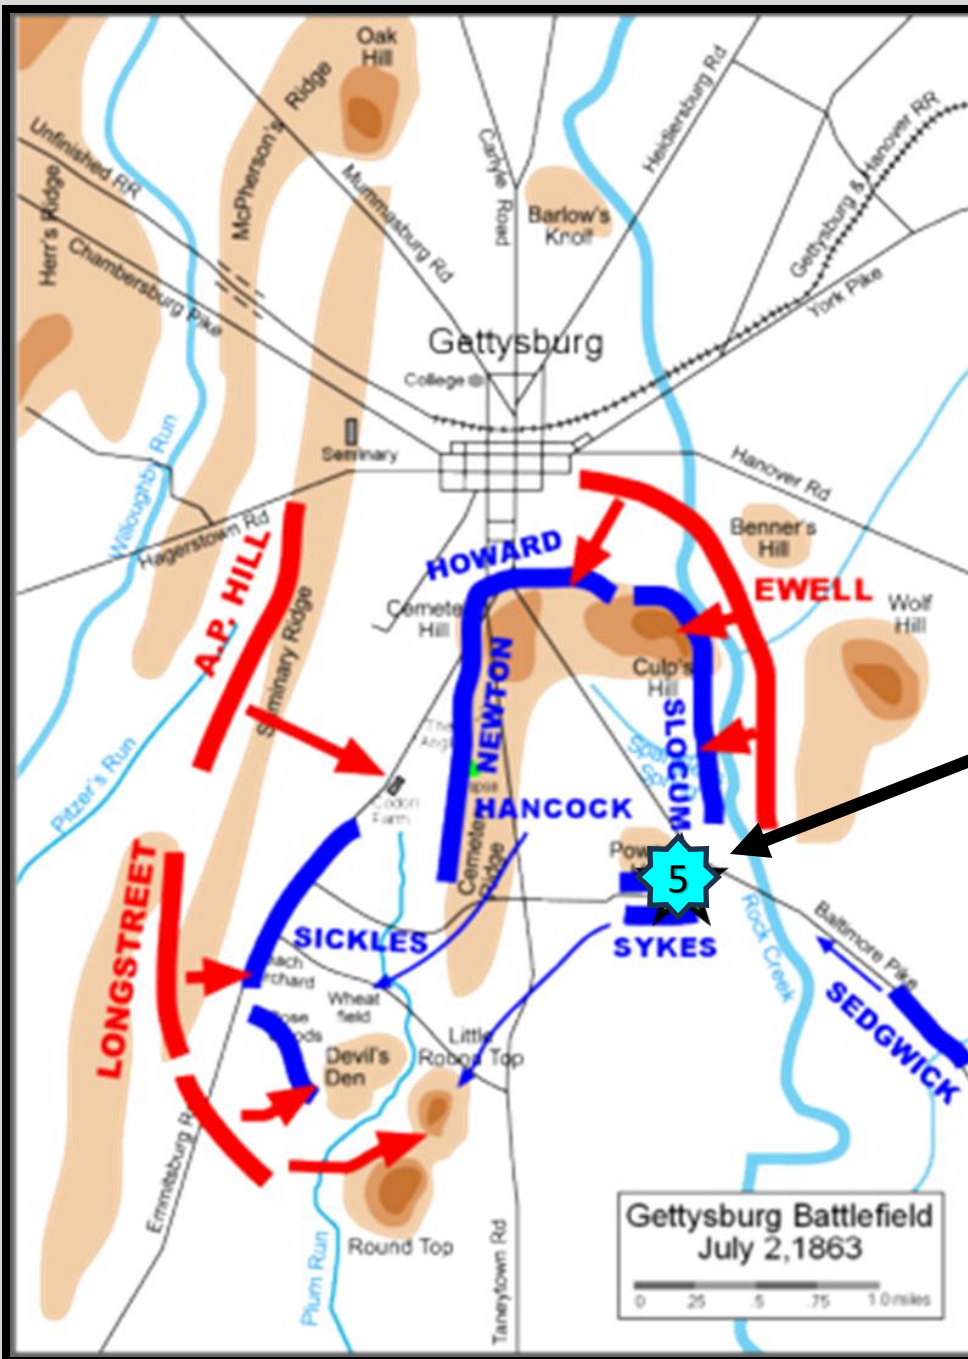 Oak
Hill
McPherson's Ridge
Unfinished RR
Herr's Ridge
Chambersburg Pike
Mummasburg Rd
Carlyle Road
Heidlersburg Rd
Barlow's
Knoll
Gettysburg & Hanover RR
York Pike
Gettysburg
College
Seminary
Hanover Rd
Willoughby Run
Hagerstown Rd
Benner's
Hill
HOWARD
EWELL
A.P. HILL
Wolf
Hill
Hill
Seminary Ridge
Culp's
Hill
NEWTON
SLOCUM
Pitzer's Run
Farm
HANCOCK
Ridge
LONGSTREET
5
SICKLES
SYKES
Baltimore Pike
Rock Creek
Wheat
field
SEDGWICK
Little
Round Top
Devil's
Den
Emmitsburg R
Round Top
Plum Run
Taneytown Rd
Gettysburg Battlefield
July 2,1863
0 .25 .5 .75 1.0 miles